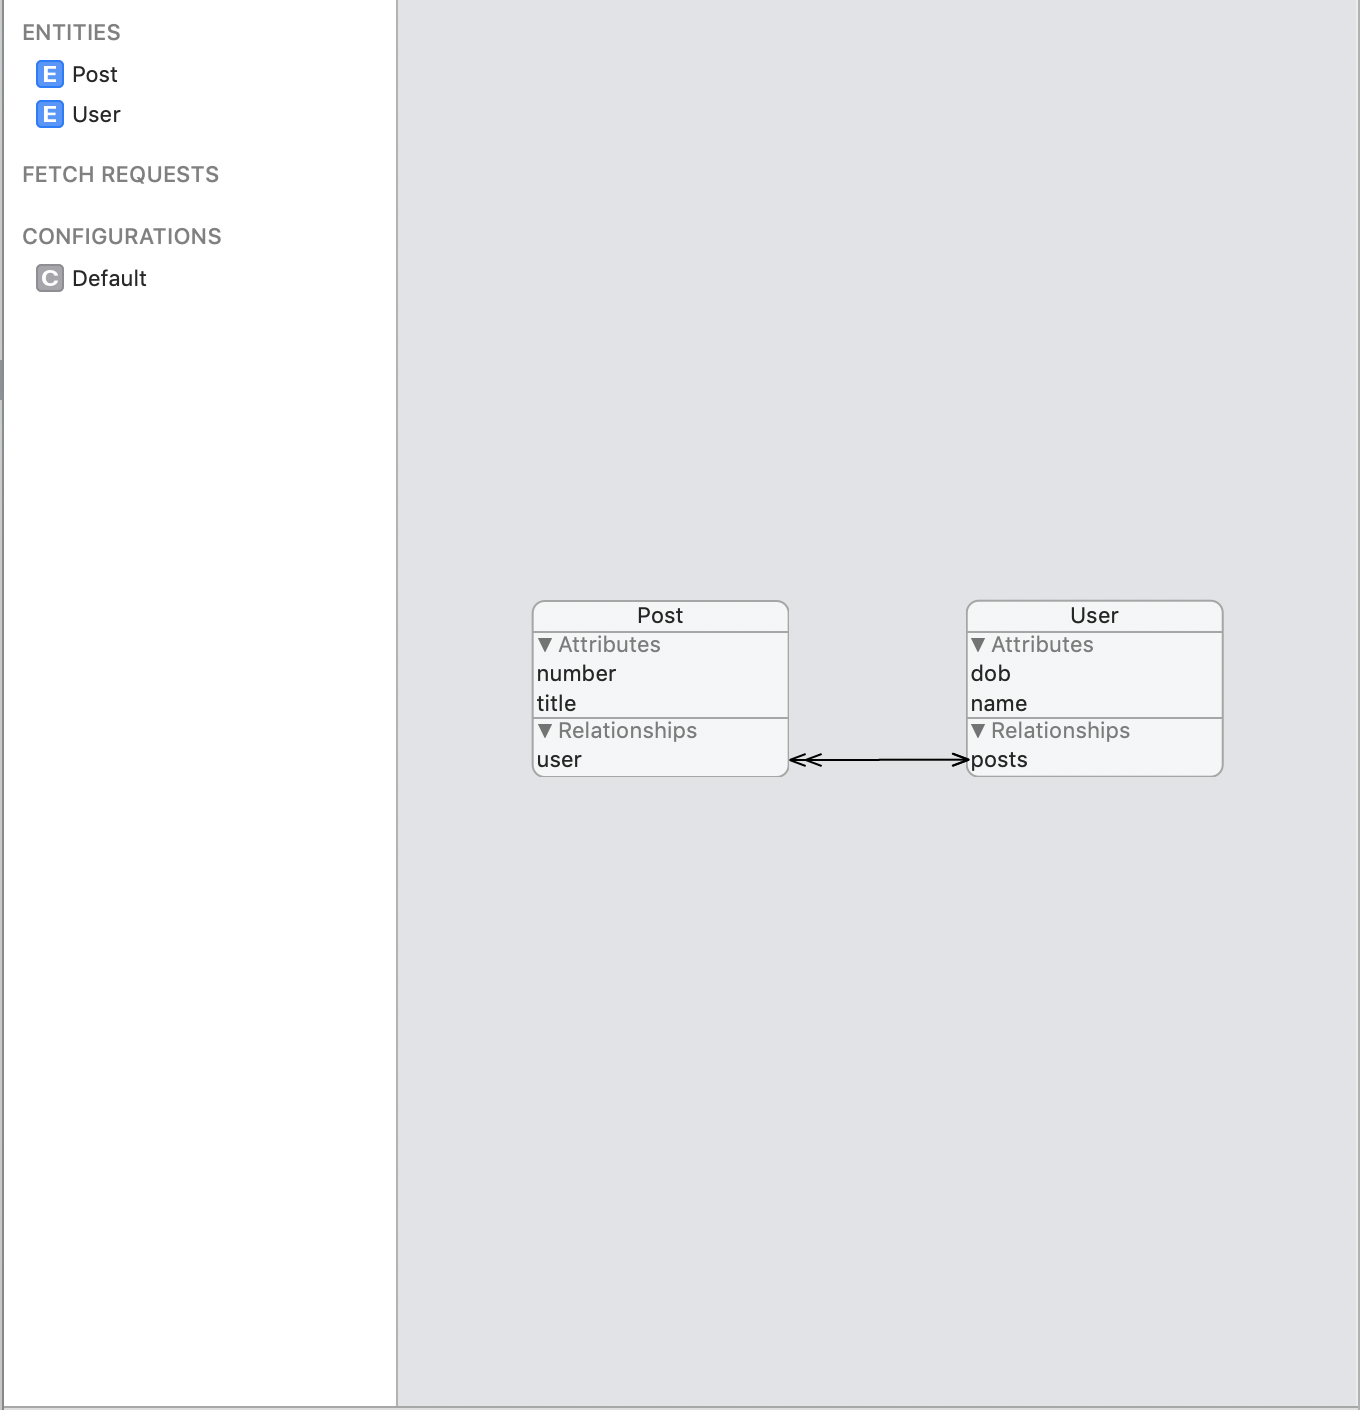 ENTITIES
E Post
E User
FETCH REQUESTS
CONFIGURATIONS
C Default
Post
▼ Attributes
number
title
▼ Relationships
user
User
▼ Attributes
dob
name
▼ Relationships
posts